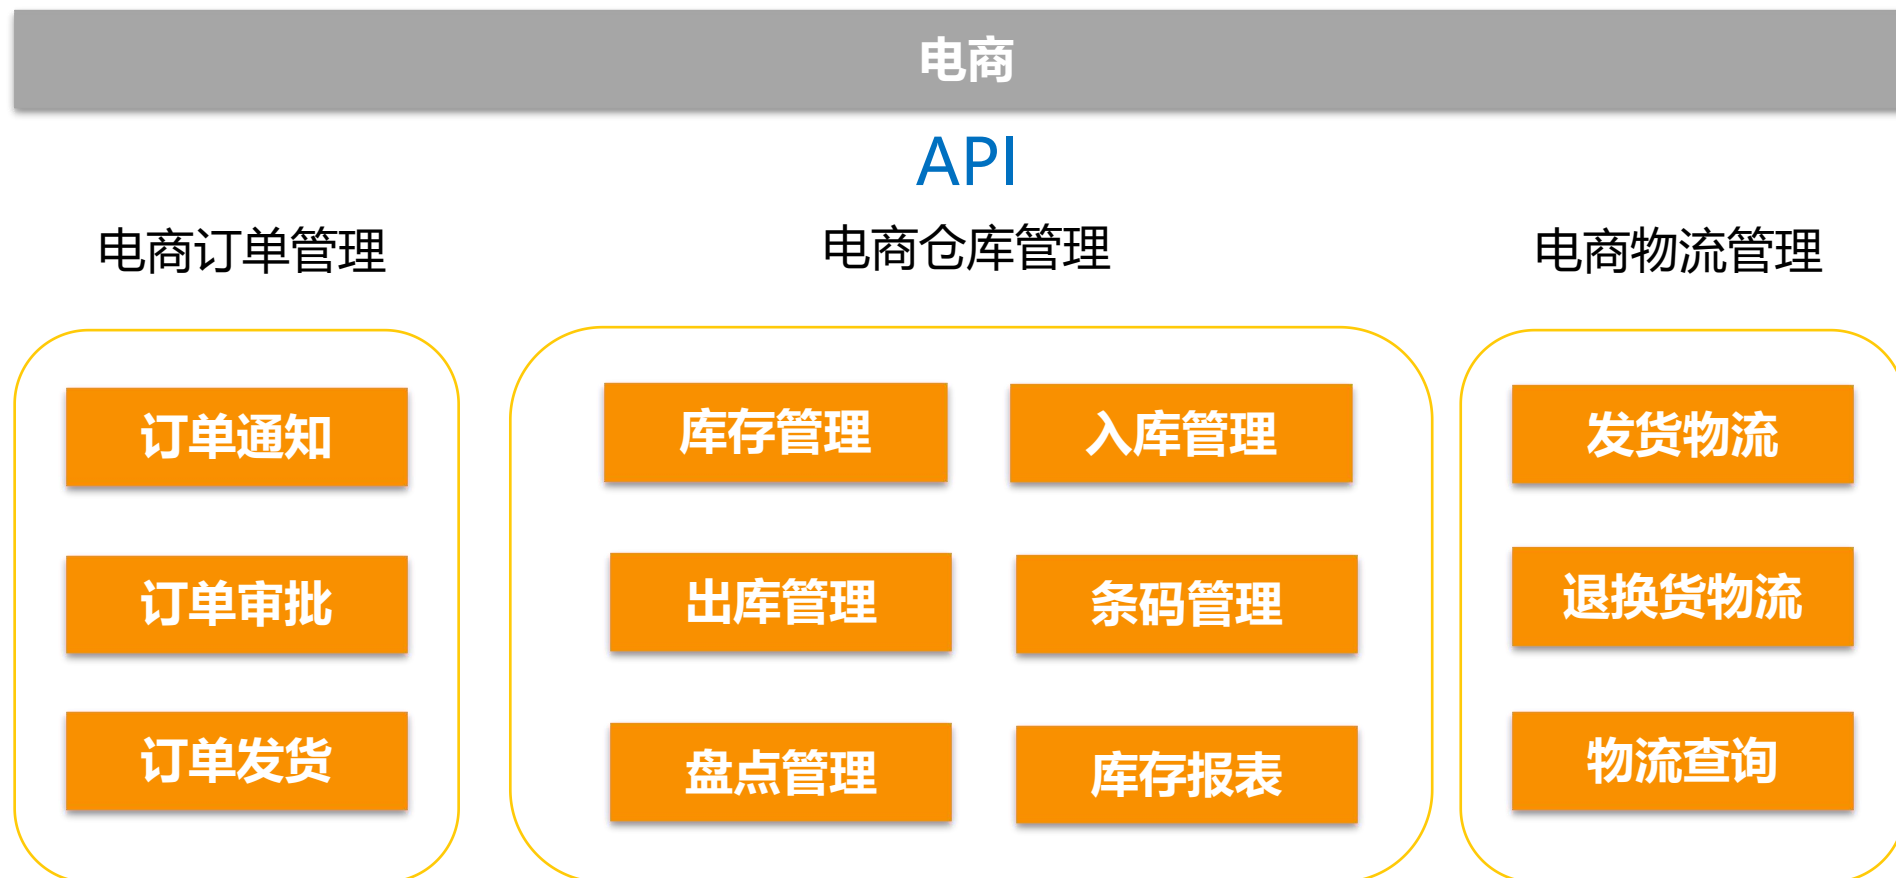 电商
API
电商订单管理
电商仓库管理
电商物流管理
订单通知
订单审批
订单发货
库存管理
入库管理
出库管理
条码管理
盘点管理
库存报表
发货物流
退换货物流
物流查询